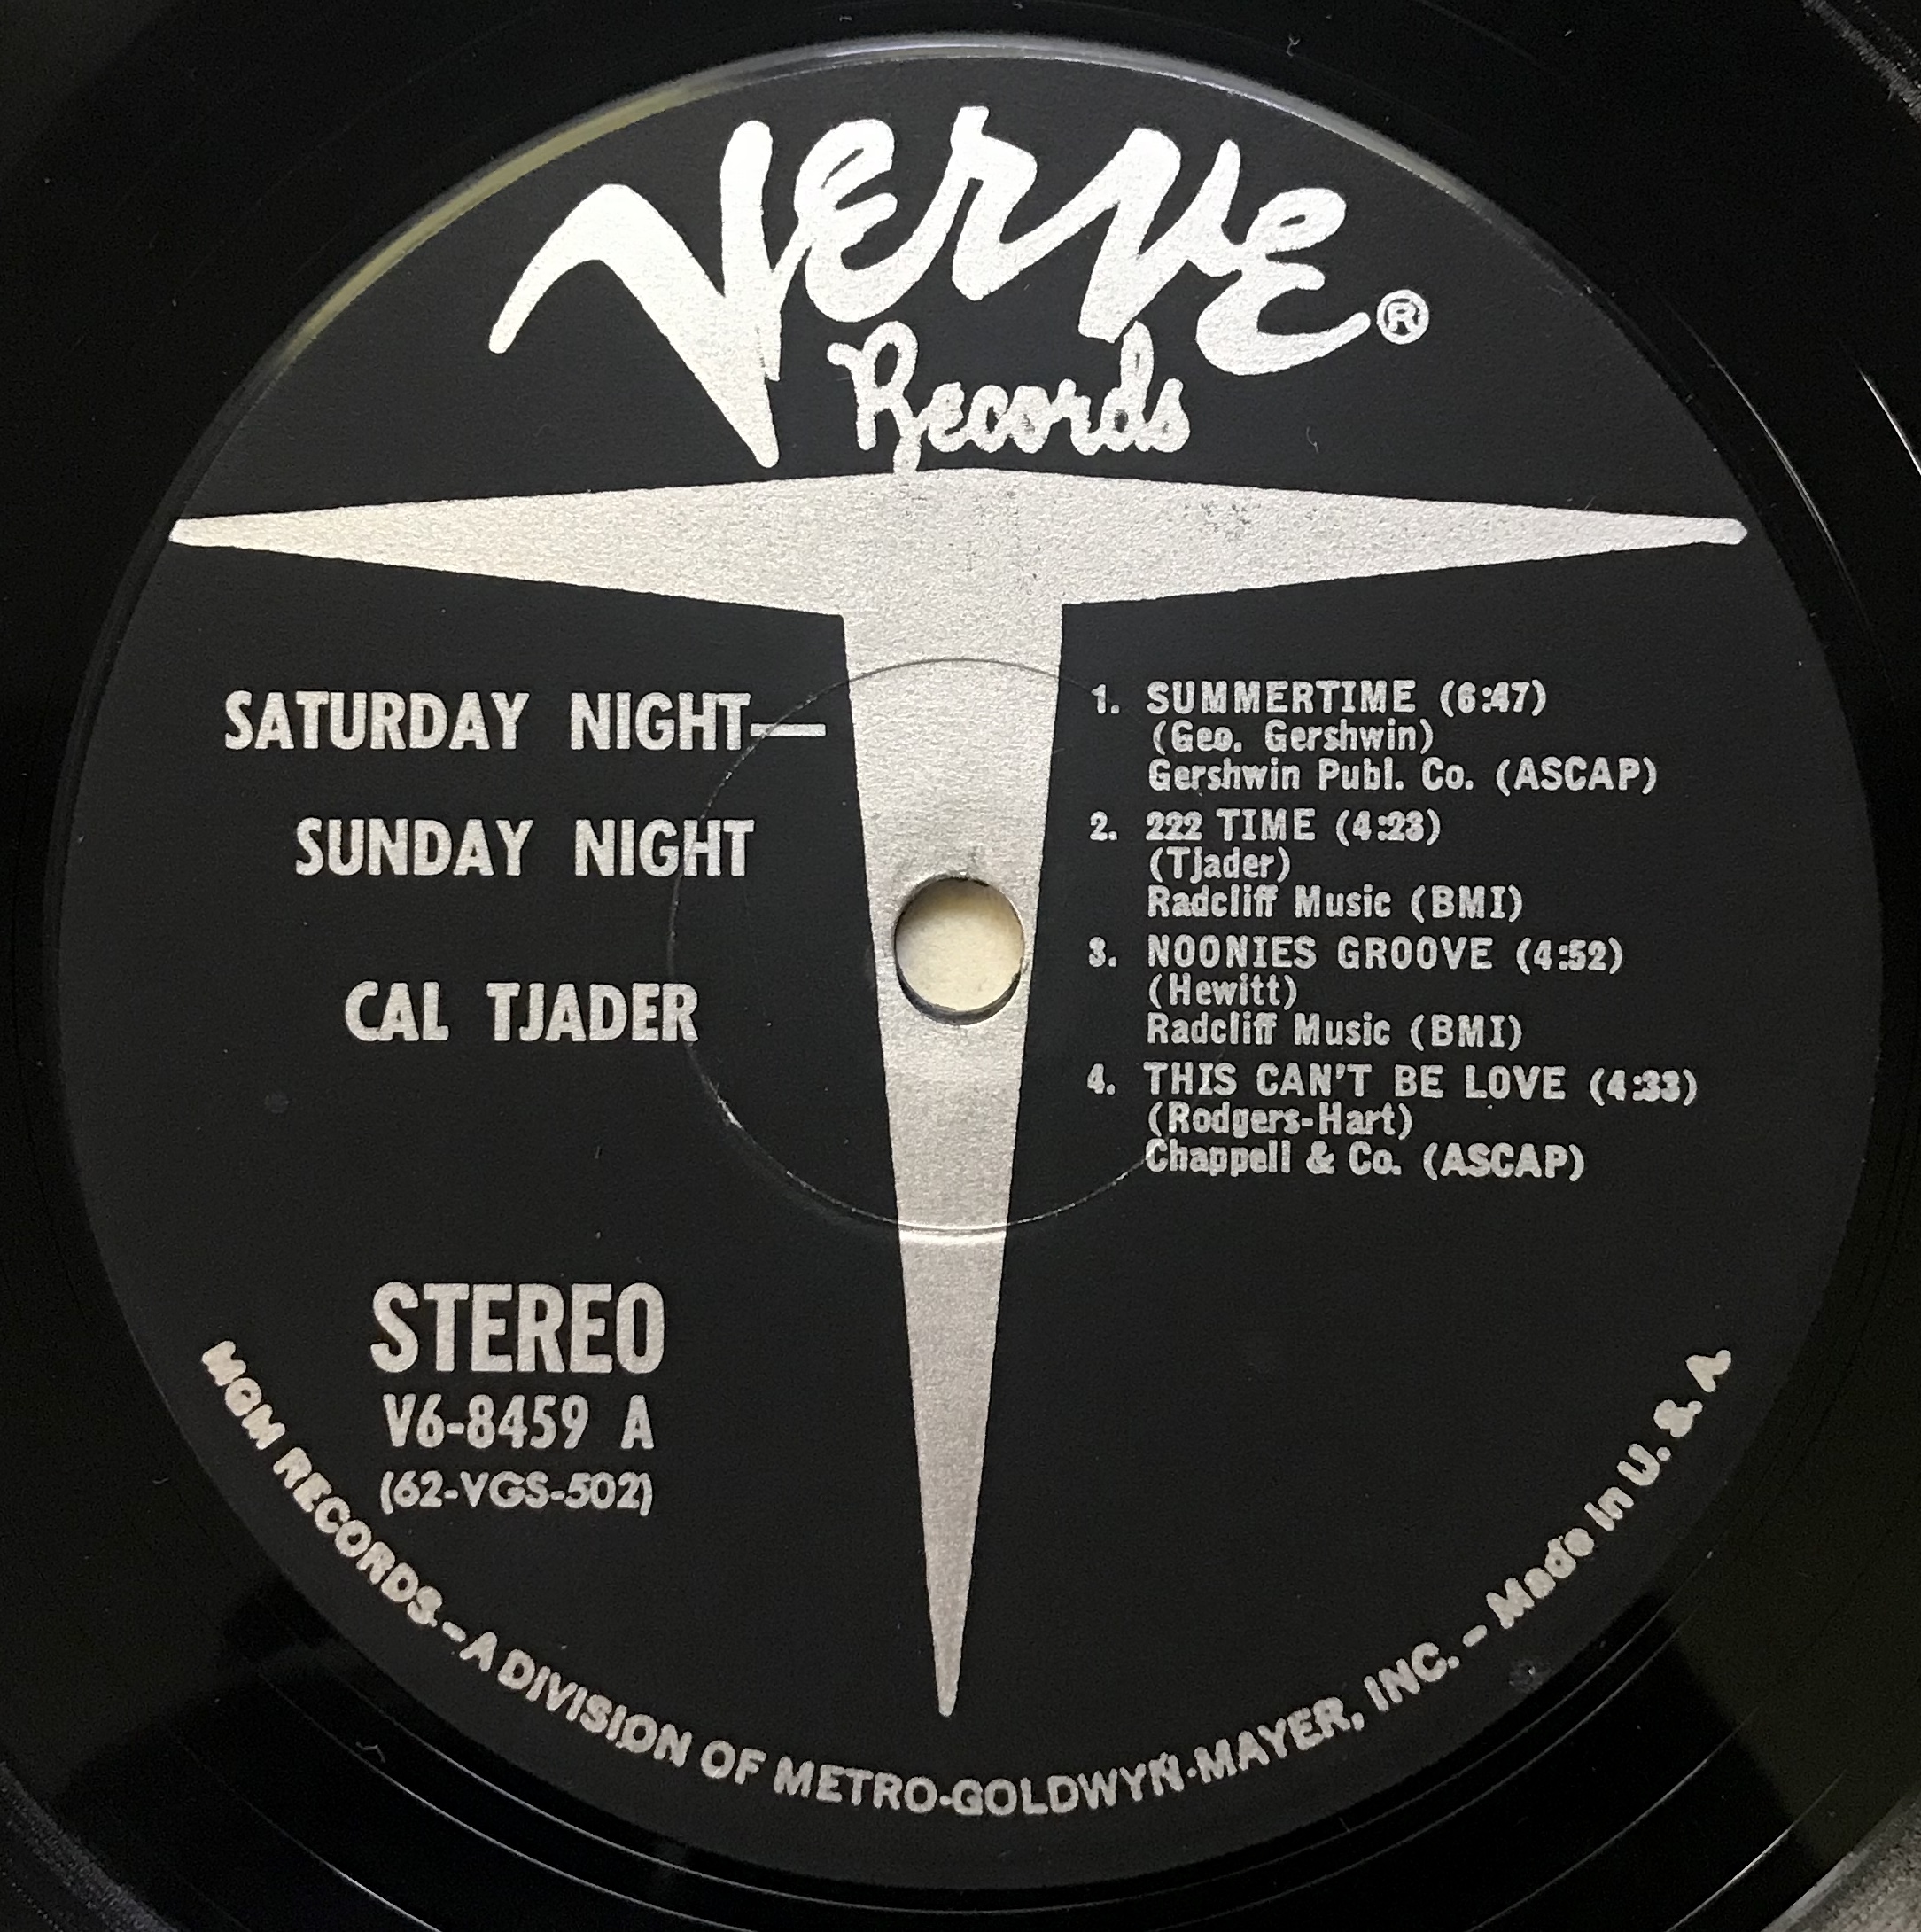 Verve®
Records
SATURDAY NIGHT—
SUNDAY NIGHT
CAL TJADER
1. SUMMERTIME (6:47)
(Geo. Gershwin)
Gershwin Publ. Co. (ASCAP)
2. 222 TIME (4:23)
(Tjader)
Radcliff Music (BMI)
3. NOONIES GROOVE (4:52)
(Hewitt)
Radcliff Music (BMI)
4. THIS CAN'T BE LOVE (4:33)
(Rodgers-Hart)
Chappell & Co. (ASCAP)
STEREO
V6-8459 A
(62-VGS-502)
MGM RECORDS.-A DIVISION OF METRO-GOLDWYN-MAYER, INC. - Made in U. S. A.